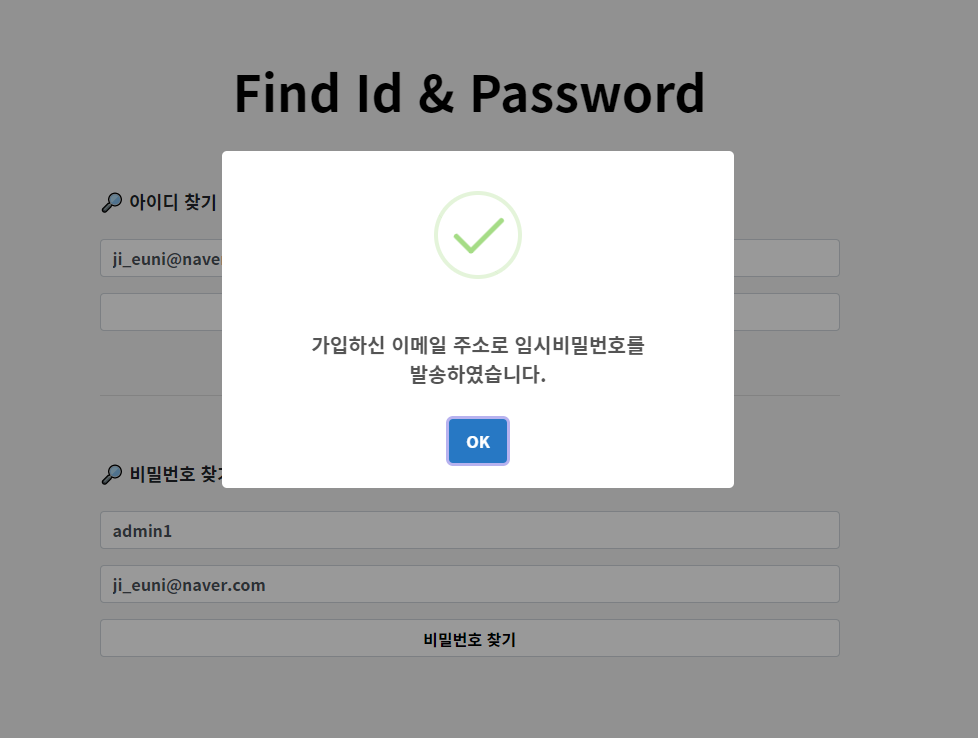 Find Id & Password
아이디 찾기
ji_euni@nave
가입하신 이메일 주소로 임시비밀번호를
발송하였습니다.
OK
비밀번호 찾
admin1
ji_euni@naver.com
비밀번호 찾기